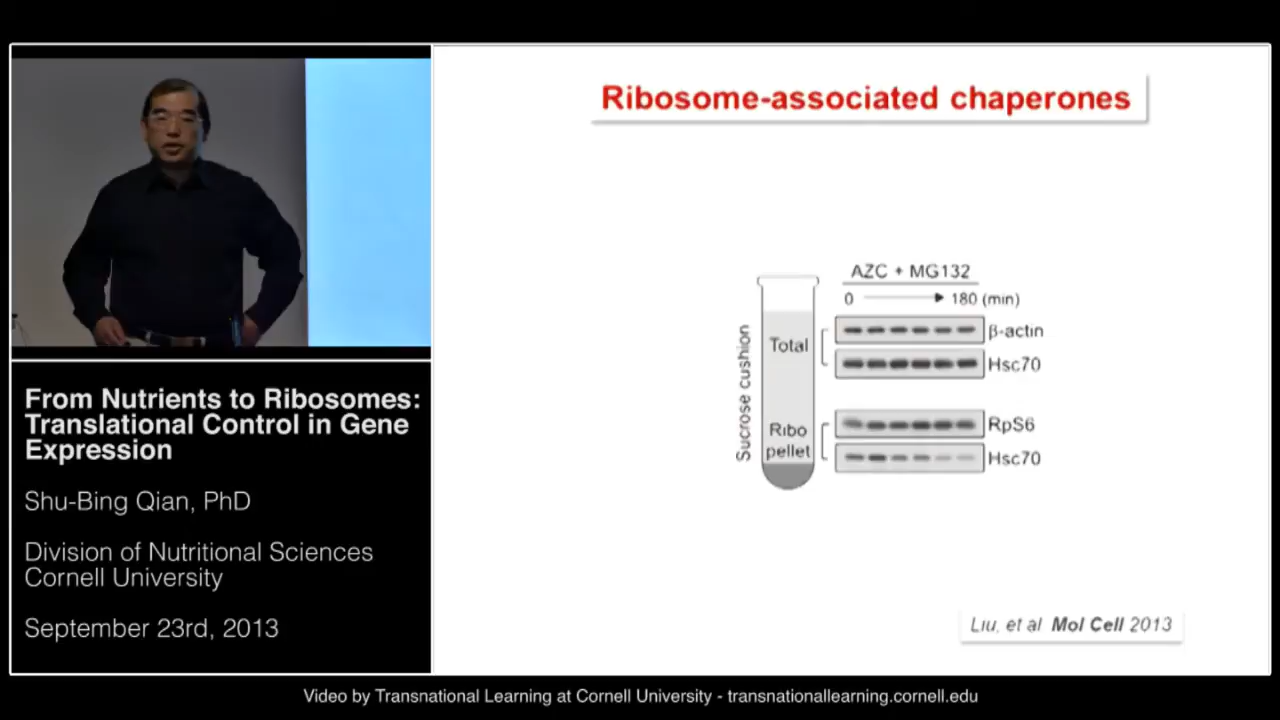 Ribosome-associated chaperones
AZC + MG132
0 180 (min)
β-actin
Total
Hsc70
Sucrose cushion
Ribo
pellet
RpS6
Hsc70
Liu, et al Mol Cell 2013
From Nutrients to Ribosomes:
Translational Control in Gene
Expression
Shu-Bing Qian, PhD
Division of Nutritional Sciences
Cornell University
September 23rd, 2013
Video by Transnational Learning at Cornell University - transnationallearning.cornell.edu